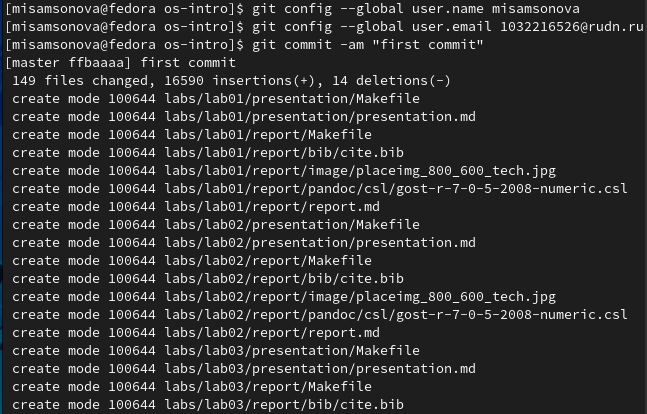 [misamsonova@fedora os-intro]$ git config --global user.name misamsonova
[misamsonova@fedora os-intro]$ git config --global user.email 1032216526@rudn.ru
[misamsonova@fedora os-intro]$ git commit -am "first commit"
[master ffbaaaa] first commit
 149 files changed, 16590 insertions(+), 14 deletions(-)
 create mode 100644 labs/lab01/presentation/Makefile
 create mode 100644 labs/lab01/presentation/presentation.md
 create mode 100644 labs/lab01/report/Makefile
 create mode 100644 labs/lab01/report/bib/cite.bib
 create mode 100644 labs/lab01/report/image/placeimg_800_600_tech.jpg
 create mode 100644 labs/lab01/report/pandoc/csl/gost-r-7-0-5-2008-numeric.csl
 create mode 100644 labs/lab01/report/report.md
 create mode 100644 labs/lab02/presentation/Makefile
 create mode 100644 labs/lab02/presentation/presentation.md
 create mode 100644 labs/lab02/report/Makefile
 create mode 100644 labs/lab02/report/bib/cite.bib
 create mode 100644 labs/lab02/report/image/placeimg_800_600_tech.jpg
 create mode 100644 labs/lab02/report/pandoc/csl/gost-r-7-0-5-2008-numeric.csl
 create mode 100644 labs/lab02/report/report.md
 create mode 100644 labs/lab03/presentation/Makefile
 create mode 100644 labs/lab03/presentation/presentation.md
 create mode 100644 labs/lab03/report/Makefile
 create mode 100644 labs/lab03/report/bib/cite.bib